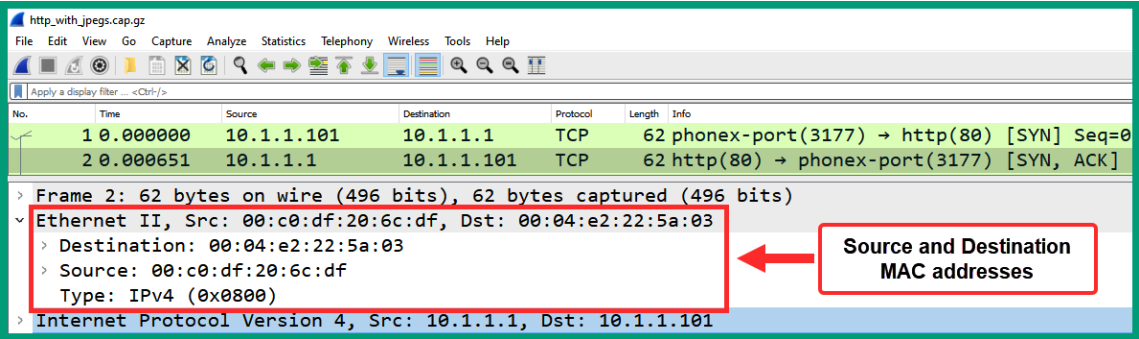 http_with_jpegs.cap.gz
File Edit View Go Capture Analyze Statistics Telephony Wireless Tools Help
Apply a display filter ... <Ctrl-/>
No. Time Source Destination Protocol Length Info
1 0.000000 10.1.1.101 10.1.1.1 TCP 62 phonex-port(3177) → http(80) [SYN] Seq=0
2 0.000651 10.1.1.1 10.1.1.101 TCP 62 http(80) → phonex-port(3177) [SYN, ACK]
Frame 2: 62 bytes on wire (496 bits), 62 bytes captured (496 bits)
Ethernet II, Src: 00:c0:df:20:6c:df, Dst: 00:04:e2:22:5a:03
Destination: 00:04:e2:22:5a:03
Source: 00:c0:df:20:6c:df
Type: IPv4 (0x0800)
Internet Protocol Version 4, Src: 10.1.1.1, Dst: 10.1.1.101
Source and Destination
MAC addresses